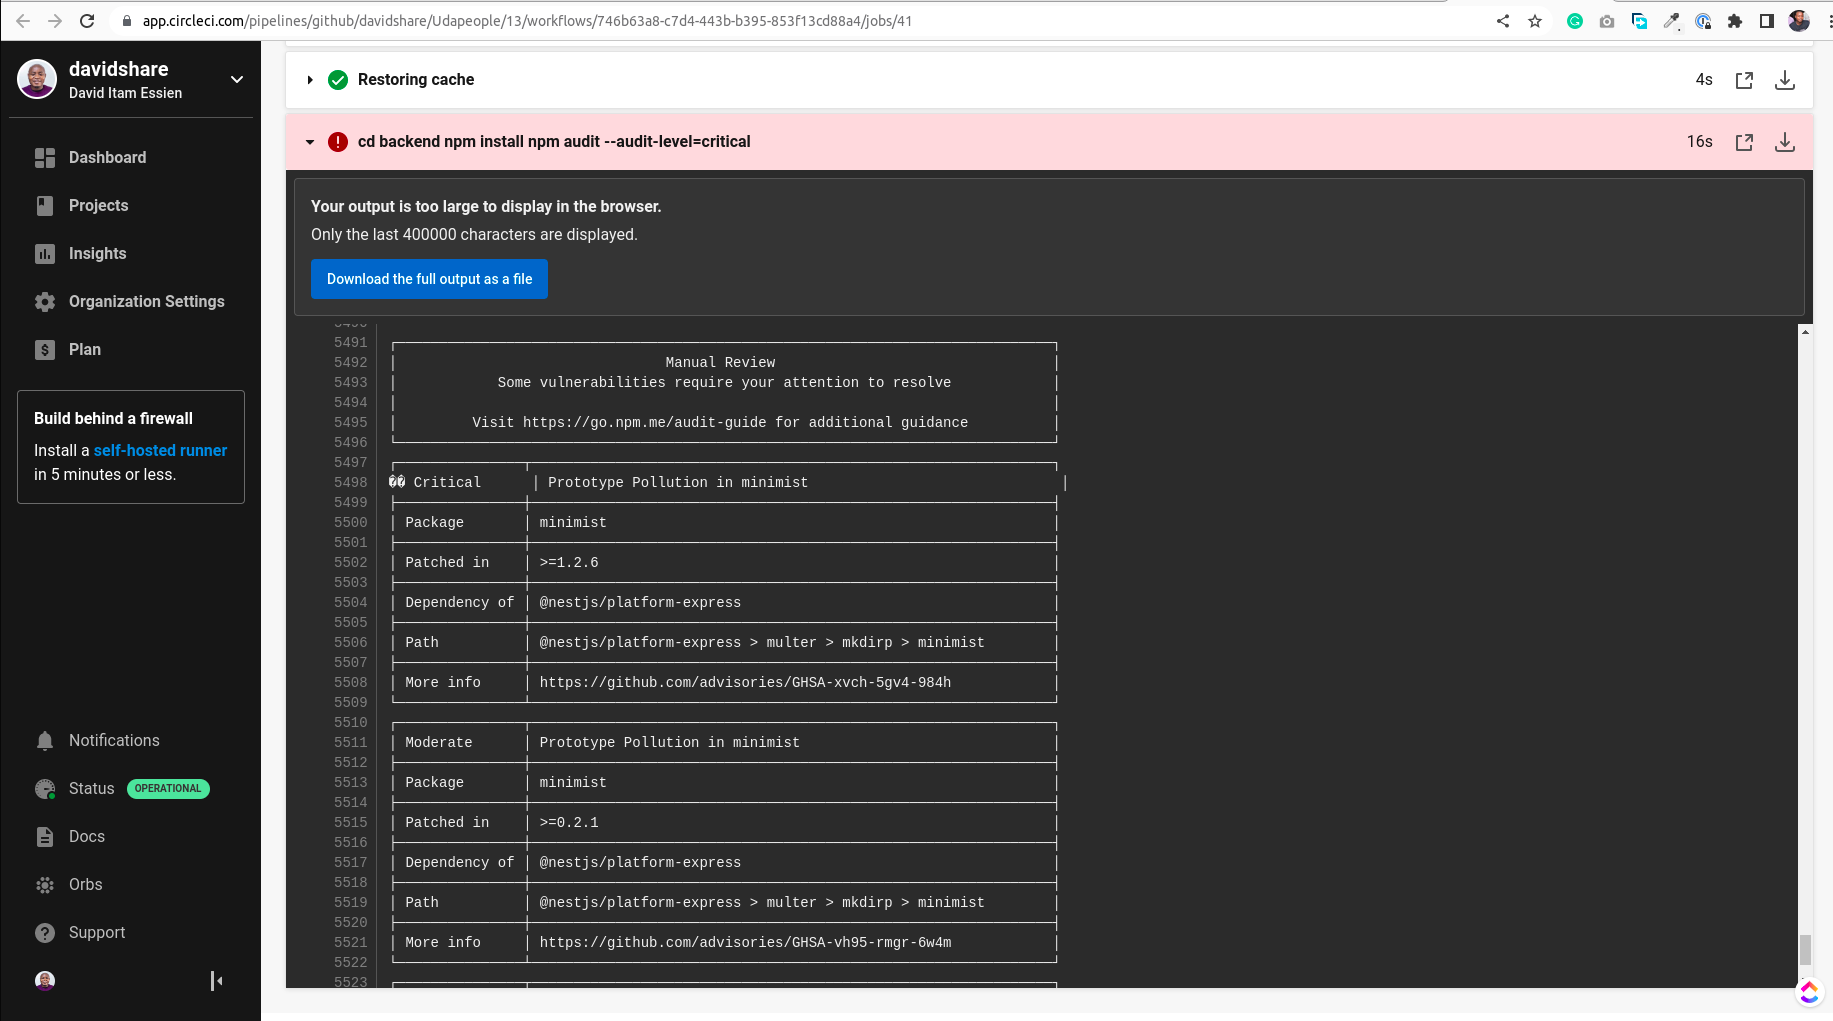 app.circleci.com/pipelines/github/davidshare/Udapeople/13/workflows/746b63a8-c7d4-443b-b395-853f13cd88a4/jobs/41
davidshare
David Itam Essien
Dashboard
Projects
Insights
Organization Settings
Plan
Build behind a firewall
Install a self-hosted runner
in 5 minutes or less.
Notifications
Status OPERATIONAL
Docs
Orbs
Support
Restoring cache 4s
cd backend npm install npm audit --audit-level=critical 16s
Your output is too large to display in the browser.
Only the last 400000 characters are displayed.
Download the full output as a file
5490
5491
5492 Manual Review
5493 Some vulnerabilities require your attention to resolve
5494
5495 Visit https://go.npm.me/audit-guide for additional guidance
5496
5497
5498 �� Critical │ Prototype Pollution in minimist │
5499
5500 │ Package │ minimist │
5501
5502 │ Patched in │ >=1.2.6 │
5503
5504 │ Dependency of │ @nestjs/platform-express │
5505
5506 │ Path │ @nestjs/platform-express > multer > mkdirp > minimist │
5507
5508 │ More info │ https://github.com/advisories/GHSA-xvch-5gv4-984h │
5509
5510
5511 │ Moderate │ Prototype Pollution in minimist │
5512
5513 │ Package │ minimist │
5514
5515 │ Patched in │ >=0.2.1 │
5516
5517 │ Dependency of │ @nestjs/platform-express │
5518
5519 │ Path │ @nestjs/platform-express > multer > mkdirp > minimist │
5520
5521 │ More info │ https://github.com/advisories/GHSA-vh95-rmgr-6w4m │
5522
5523